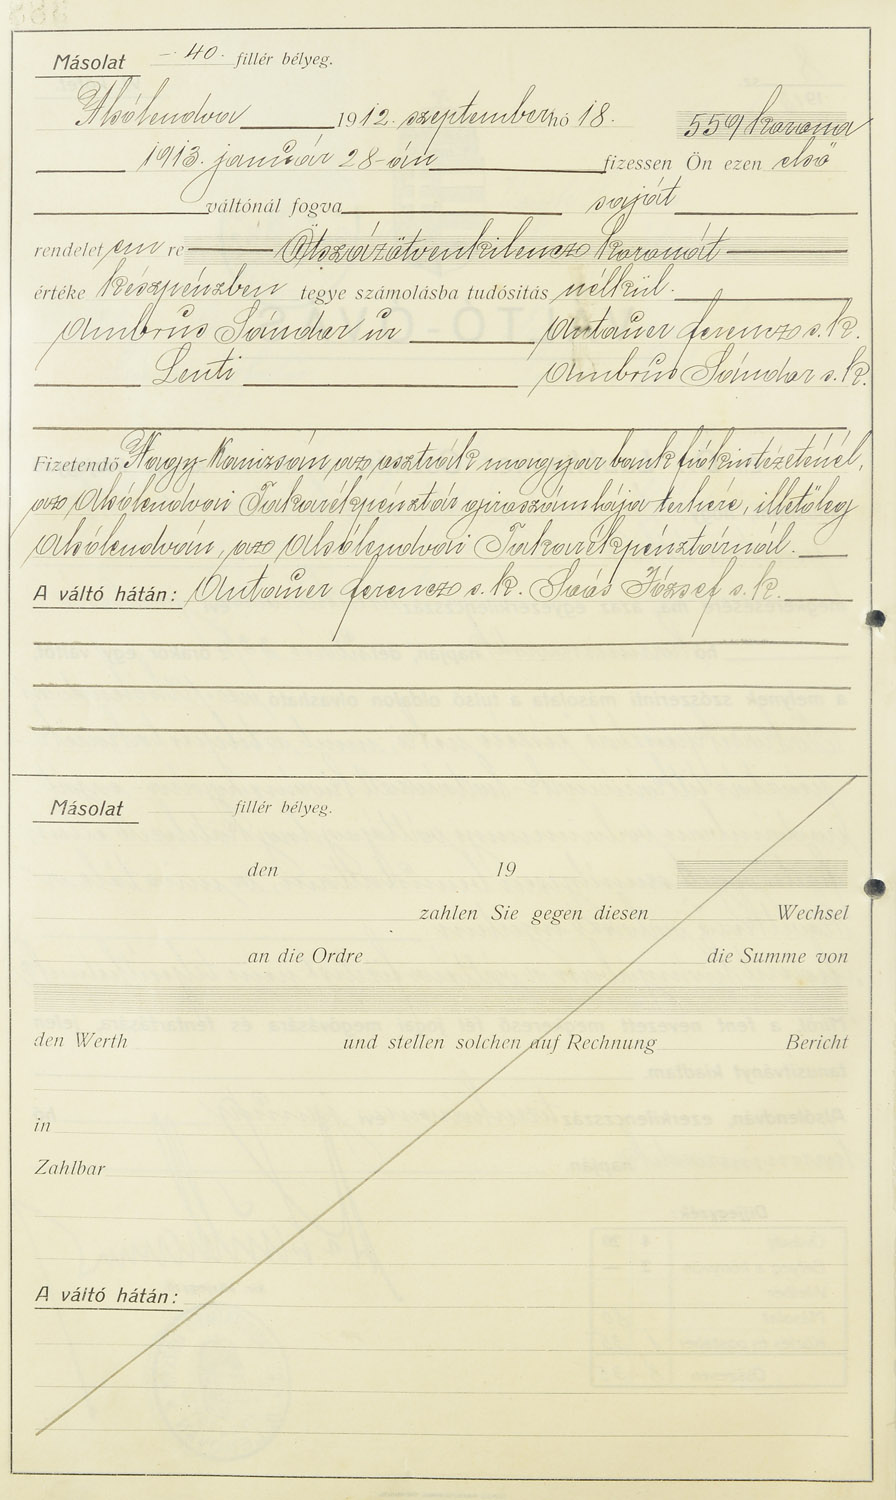 Másolat -40. fillér bélyeg.
Alsólendva 1912. szeptember hó 18. 559 korona
1913. január 28-án fizessen Ön ezen első
váltónál fogva saját
rendelet em re Ötszázötvenkilencz koronát
értéke készpénzben tegye számolásba tudósitás nélkül.
Ambrus Sándor úr Antauer Ferencz s.k.
Lenti Ambrus Sándor s.k.
Fizetendő Nagy-Kanizsán az osztrák magyar bank fiókintézeténél,
az Alsólendvai Takarékpénztár giroszámlája terhére, illetőleg
Alsólendván, az Alsólendvai Takarékpénztárnál.
A váltó hátán: Antauer Ferencz s.k. Soós József s.k.
Másolat fillér bélyeg.
den 19
zahlen Sie gegen diesen Wechsel
an die Ordre die Summe von
den Werth und stellen solchen auf Rechnung Bericht
in
Zahlbar
A váltó hátán: